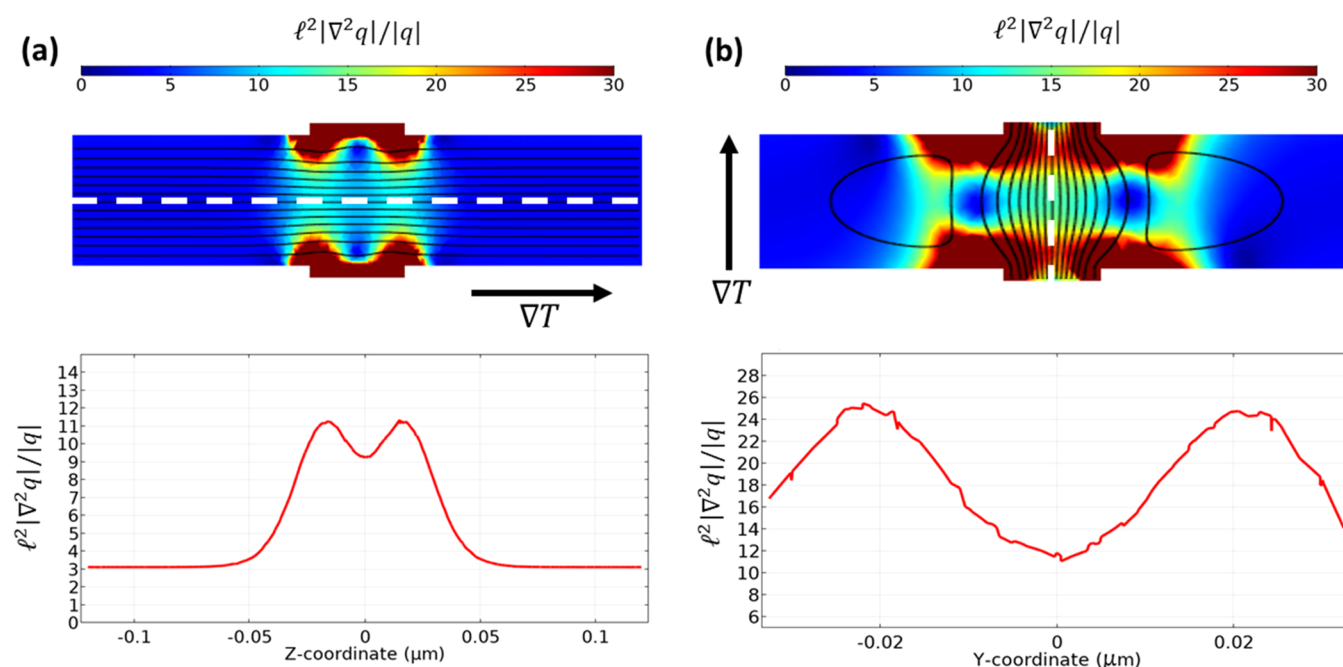 (a)
ℓ²|∇²q|/|q|
0 5 10 15 20 25 30
∇T
ℓ²|∇²q|/|q|
14
13
12
11
10
9
8
7
6
5
4
3
2
1
0
-0.1 -0.05 0 0.05 0.1
Z-coordinate (μm)
(b)
ℓ²|∇²q|/|q|
0 5 10 15 20 25 30
∇T
ℓ²|∇²q|/|q|
28
26
24
22
20
18
16
14
12
10
8
6
-0.02 0 0.02
Y-coordinate (μm)